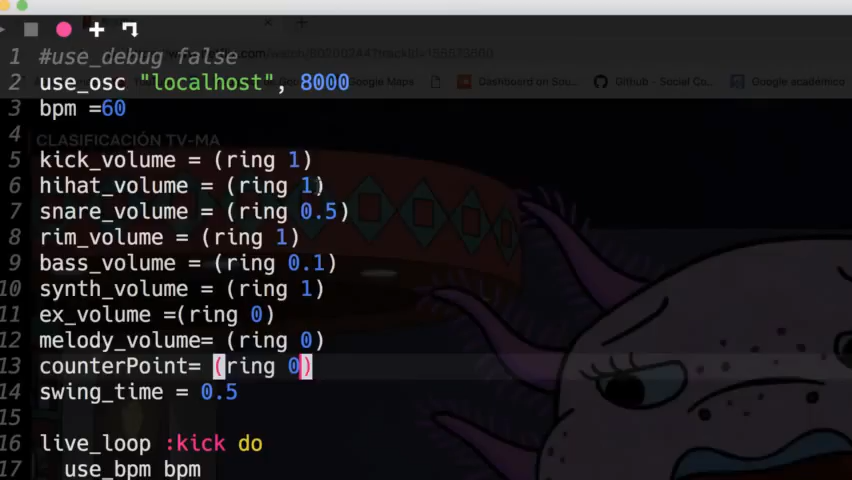 1 #use_debug false
2 use_osc "localhost", 8000
3 bpm =60
4
CLASIFICACIÓN TV-MA
5 kick_volume = (ring 1)
6 hihat_volume = (ring 1)
7 snare_volume = (ring 0.5)
8 rim_volume = (ring 1)
9 bass_volume = (ring 0.1)
10 synth_volume = (ring 1)
11 ex_volume =(ring 0)
12 melody_volume= (ring 0)
13 counterPoint= (ring 0)
14 swing_time = 0.5
15
16 live_loop :kick do
17 use_bpm bpm
Google Maps
Dashboard on Sou...
Github - Social Co...
Google académico